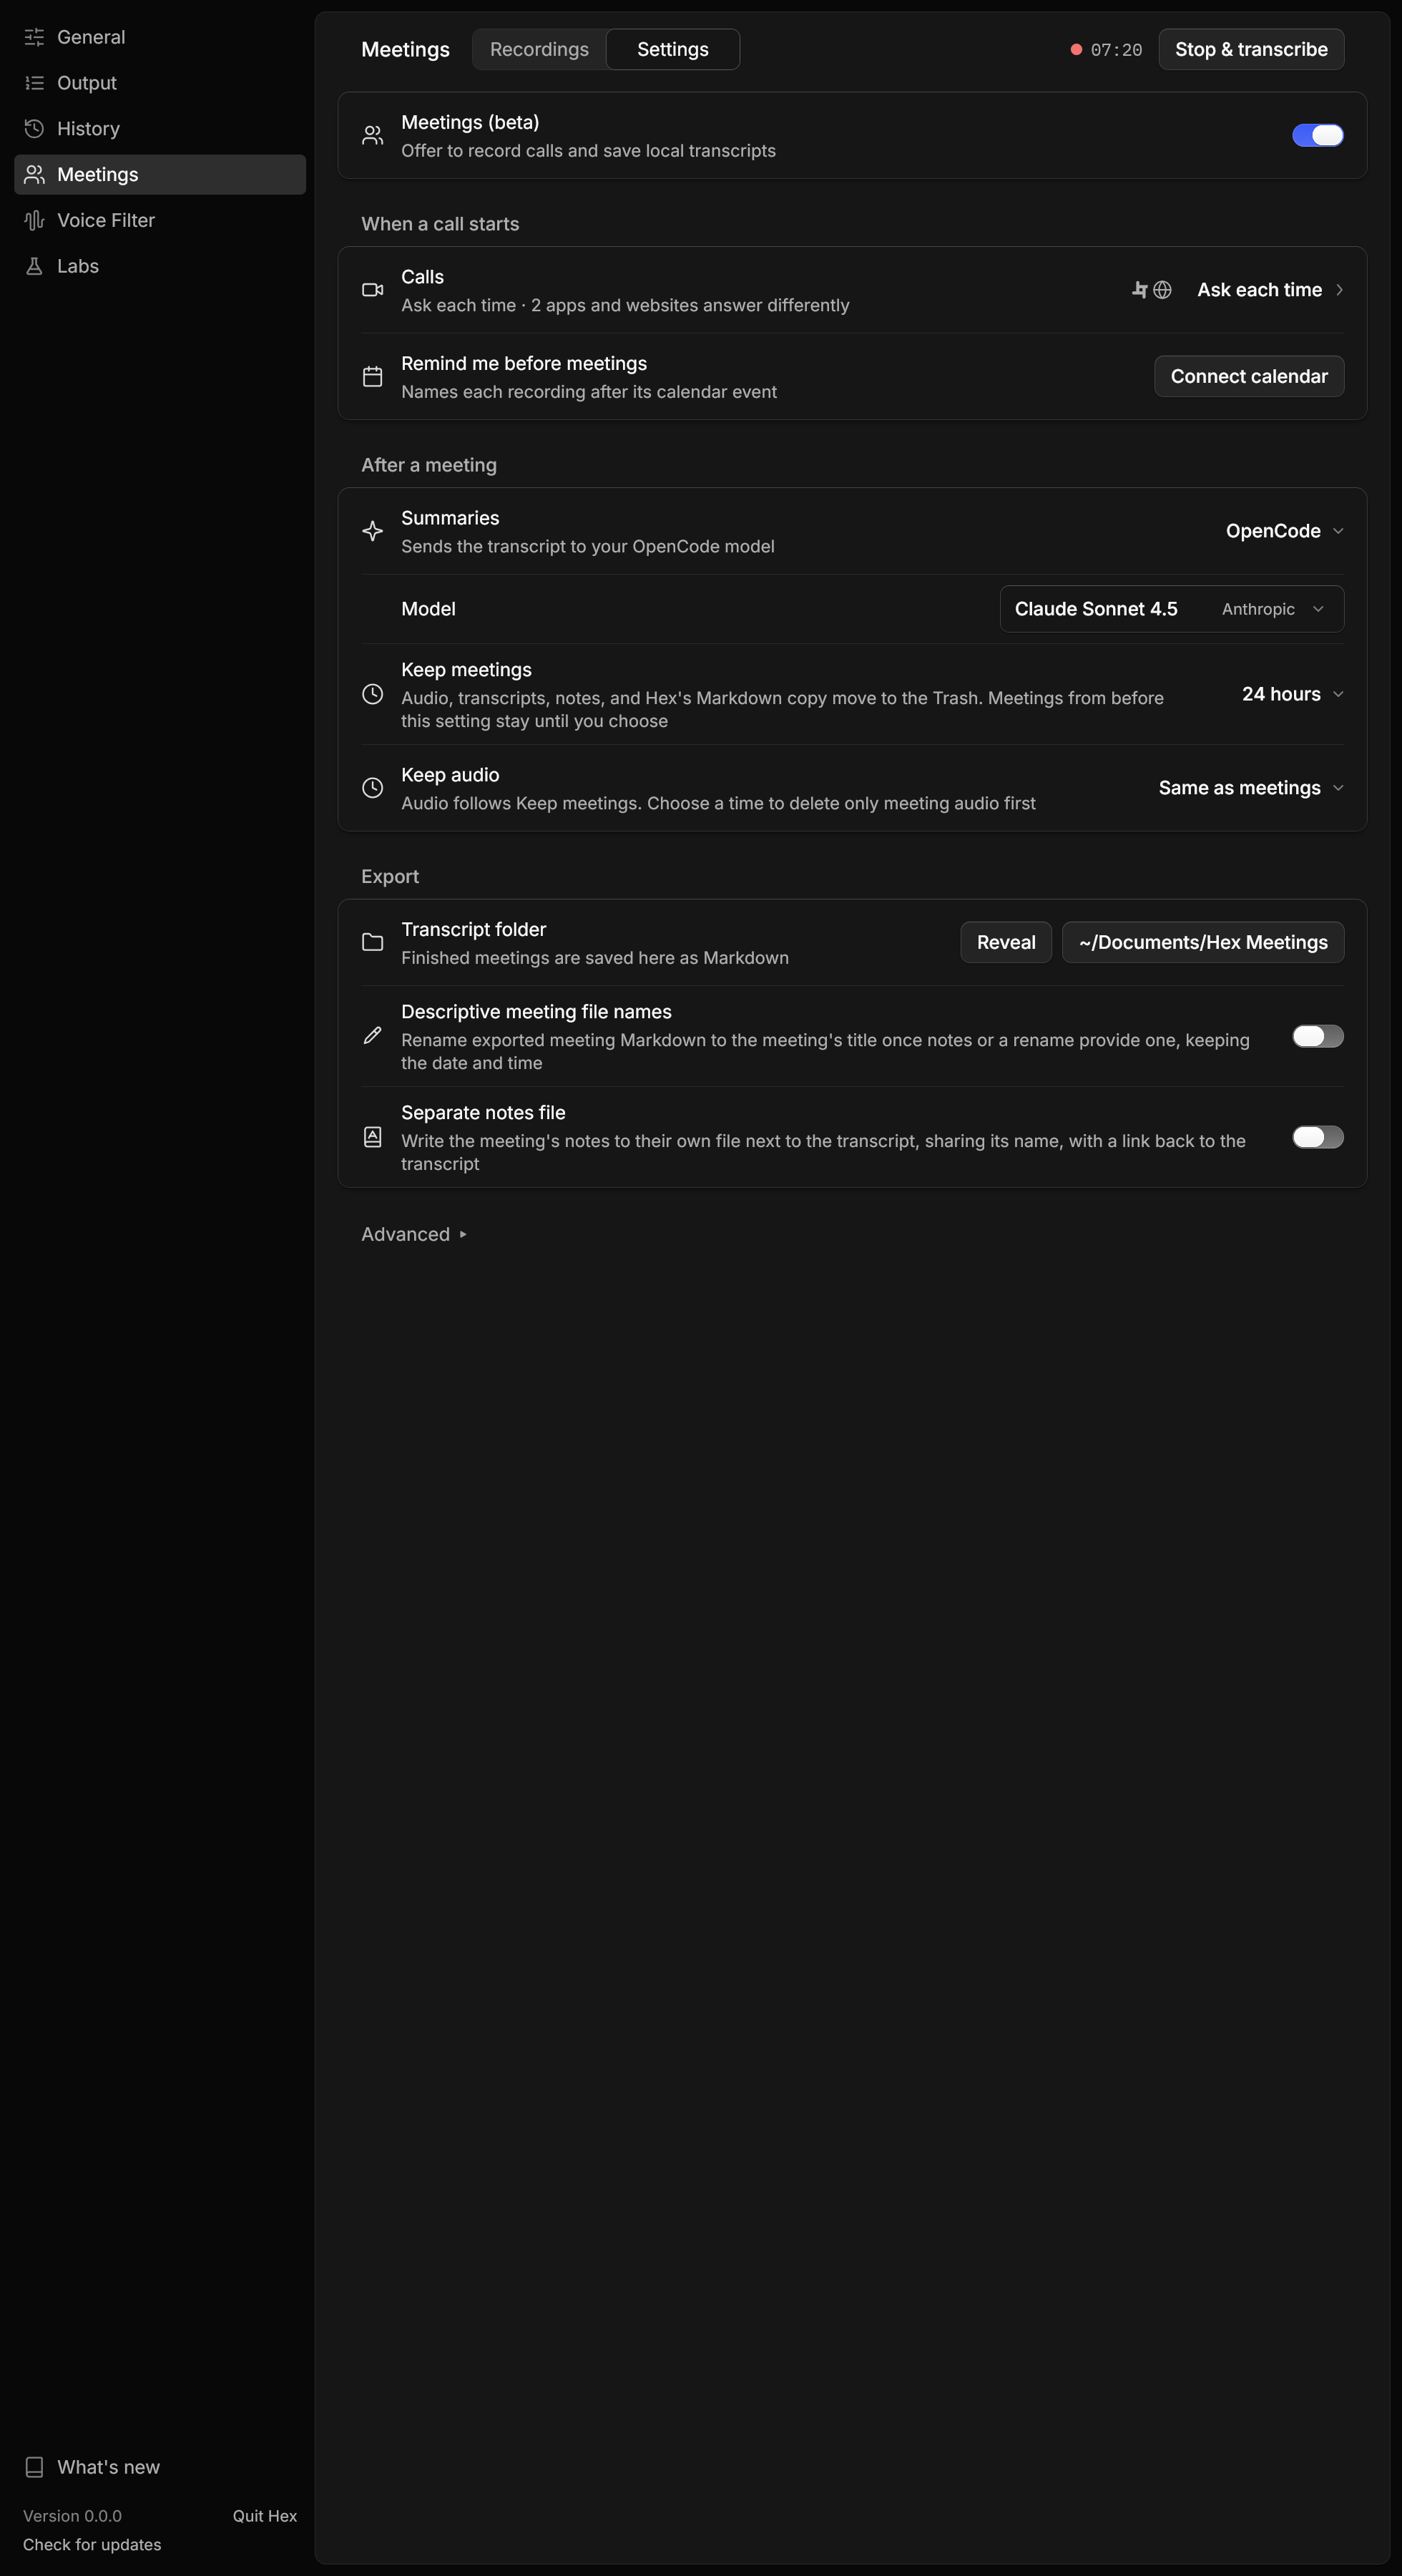 General
Output
History
Meetings
Voice Filter
Labs
Meetings
Recordings
Settings
07:20
Stop & transcribe
Meetings (beta)
Offer to record calls and save local transcripts
When a call starts
Calls
Ask each time · 2 apps and websites answer differently
Ask each time
Remind me before meetings
Names each recording after its calendar event
Connect calendar
After a meeting
Summaries
Sends the transcript to your OpenCode model
OpenCode
Model
Claude Sonnet 4.5
Anthropic
Keep meetings
Audio, transcripts, notes, and Hex's Markdown copy move to the Trash. Meetings from before
this setting stay until you choose
24 hours
Keep audio
Audio follows Keep meetings. Choose a time to delete only meeting audio first
Same as meetings
Export
Transcript folder
Finished meetings are saved here as Markdown
Reveal
~/Documents/Hex Meetings
Descriptive meeting file names
Rename exported meeting Markdown to the meeting's title once notes or a rename provide one, keeping
the date and time
Separate notes file
Write the meeting's notes to their own file next to the transcript, sharing its name, with a link back to the
transcript
Advanced
What's new
Version 0.0.0
Quit Hex
Check for updates